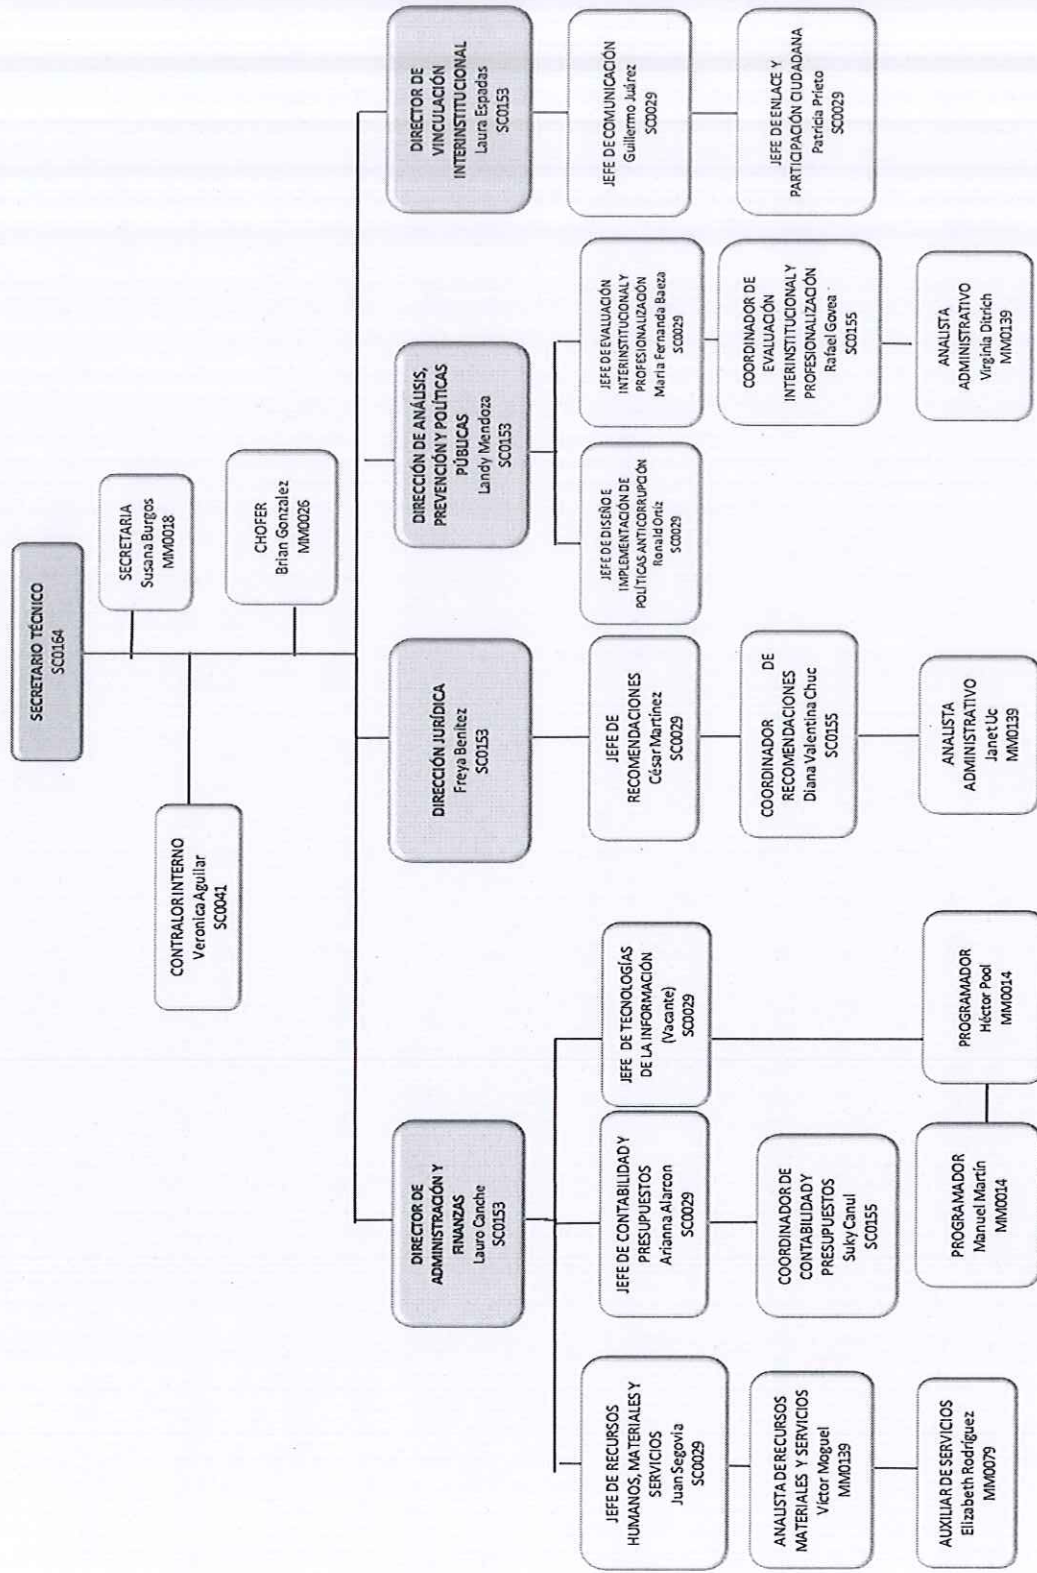 SECRETARIO TÉCNICO
SC0164
SECRETARIA
Susana Burgos
MM0018
CONTRALOR INTERNO
Veronica Aguilar
SC0041
CHOFER
Brian Gonzalez
MM0026
DIRECTOR DE
ADMINISTRACIÓN Y
FINANZAS
Lauro Canche
SC0153
DIRECCIÓN JURÍDICA
Freya Benítez
SC0153
DIRECCIÓN DE ANÁLISIS,
PREVENCIÓN Y POLÍTICAS
PÚBLICAS
Landy Mendoza
SC0153
DIRECTOR DE
VINCULACIÓN
INTERINSTITUCIONAL
Laura Espadas
SC0153
JEFE DE RECURSOS
HUMANOS, MATERIALES Y
SERVICIOS
Juan Segovia
SC0029
JEFE DE CONTABILIDAD Y
PRESUPUESTOS
Arianna Alarcon
SC0029
JEFE DE TECNOLOGÍAS
DE LA INFORMACIÓN
(Vacante)
SC0029
JEFE DE
RECOMENDACIONES
César Martínez
SC0029
JEFE DE DISEÑO E
IMPLEMENTACIÓN DE
POLÍTICAS ANTICORRUPCIÓN
Ronald Ortíz
SC0029
JEFE DE EVALUACIÓN
INTERINSTITUCIONAL Y
PROFESIONALIZACIÓN
María Fernanda Baeza
SC0029
JEFE DE COMUNICACIÓN
Guillermo Juárez
SC0029
ANALISTA DE RECURSOS
MATERIALES Y SERVICIOS
Víctor Moguel
MM0139
COORDINADOR DE
CONTABILIDAD Y
PRESUPUESTOS
Suky Canul
SC0155
COORDINADOR DE
RECOMENDACIONES
Diana Valentina Chuc
SC0155
COORDINADOR DE
EVALUACIÓN
INTERINSTITUCIONAL Y
PROFESIONALIZACIÓN
Rafael Govea
SC0155
JEFE DE ENLACE Y
PARTICIPACIÓN CIUDADANA
Patricia Prieto
SC0029
AUXILIAR DE SERVICIOS
Elizabeth Rodríguez
MM0079
PROGRAMADOR
Manuel Martín
MM0014
PROGRAMADOR
Héctor Pool
MM0014
ANALISTA
ADMINISTRATIVO
Janet Uc
MM0139
ANALISTA
ADMINISTRATIVO
Virginia Ditrich
MM0139